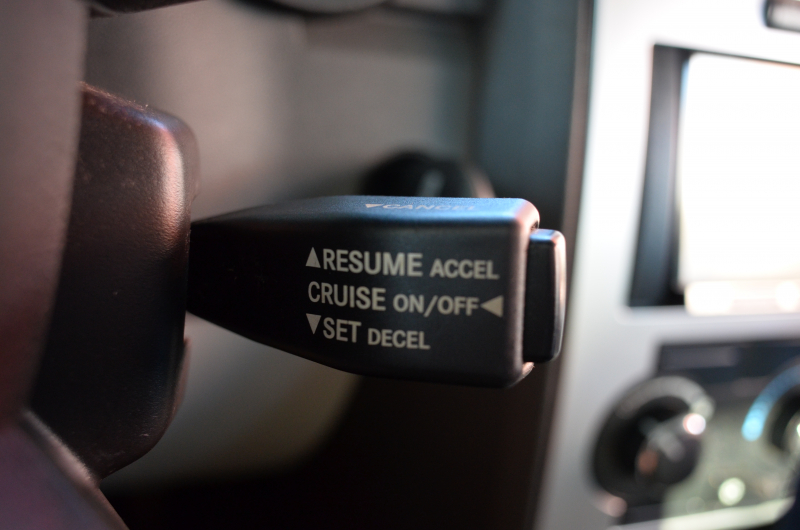 ▼CANCEL
▲RESUME ACCEL
CRUISE ON/OFF◀
▼SET DECEL